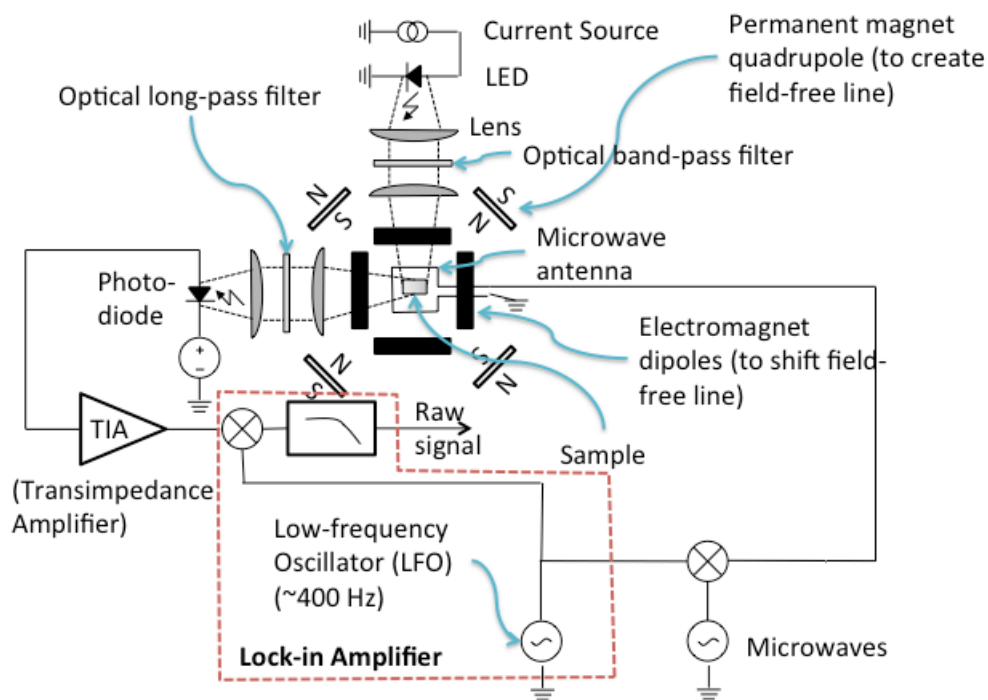 Current Source
LED
Permanent magnet
quadrupole (to create
field-free line)
Optical long-pass filter
Lens
Optical band-pass filter
N
S
S
N
Microwave
antenna
Photo-
diode
+
–
Electromagnet
dipoles (to shift field-
free line)
N
S
S
N
TIA
Raw
signal
Sample
(Transimpedance
Amplifier)
Low-frequency
Oscillator (LFO)
(~400 Hz)
Lock-in Amplifier
Microwaves